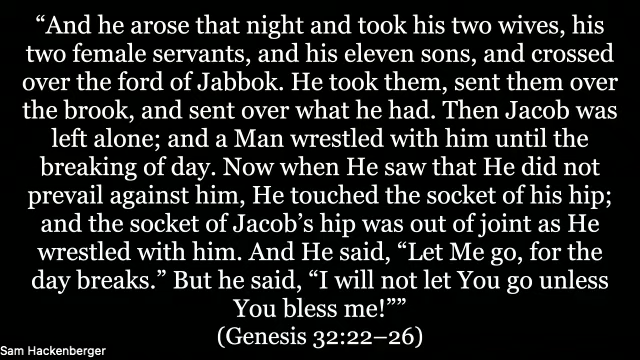 “And he arose that night and took his two wives, his
two female servants, and his eleven sons, and crossed
over the ford of Jabbok. He took them, sent them over
the brook, and sent over what he had. Then Jacob was
left alone; and a Man wrestled with him until the
breaking of day. Now when He saw that He did not
prevail against him, He touched the socket of his hip;
and the socket of Jacob’s hip was out of joint as He
wrestled with him. And He said, “Let Me go, for the
day breaks.” But he said, “I will not let You go unless
You bless me!””
(Genesis 32:22–26)
Sam Hackenberger